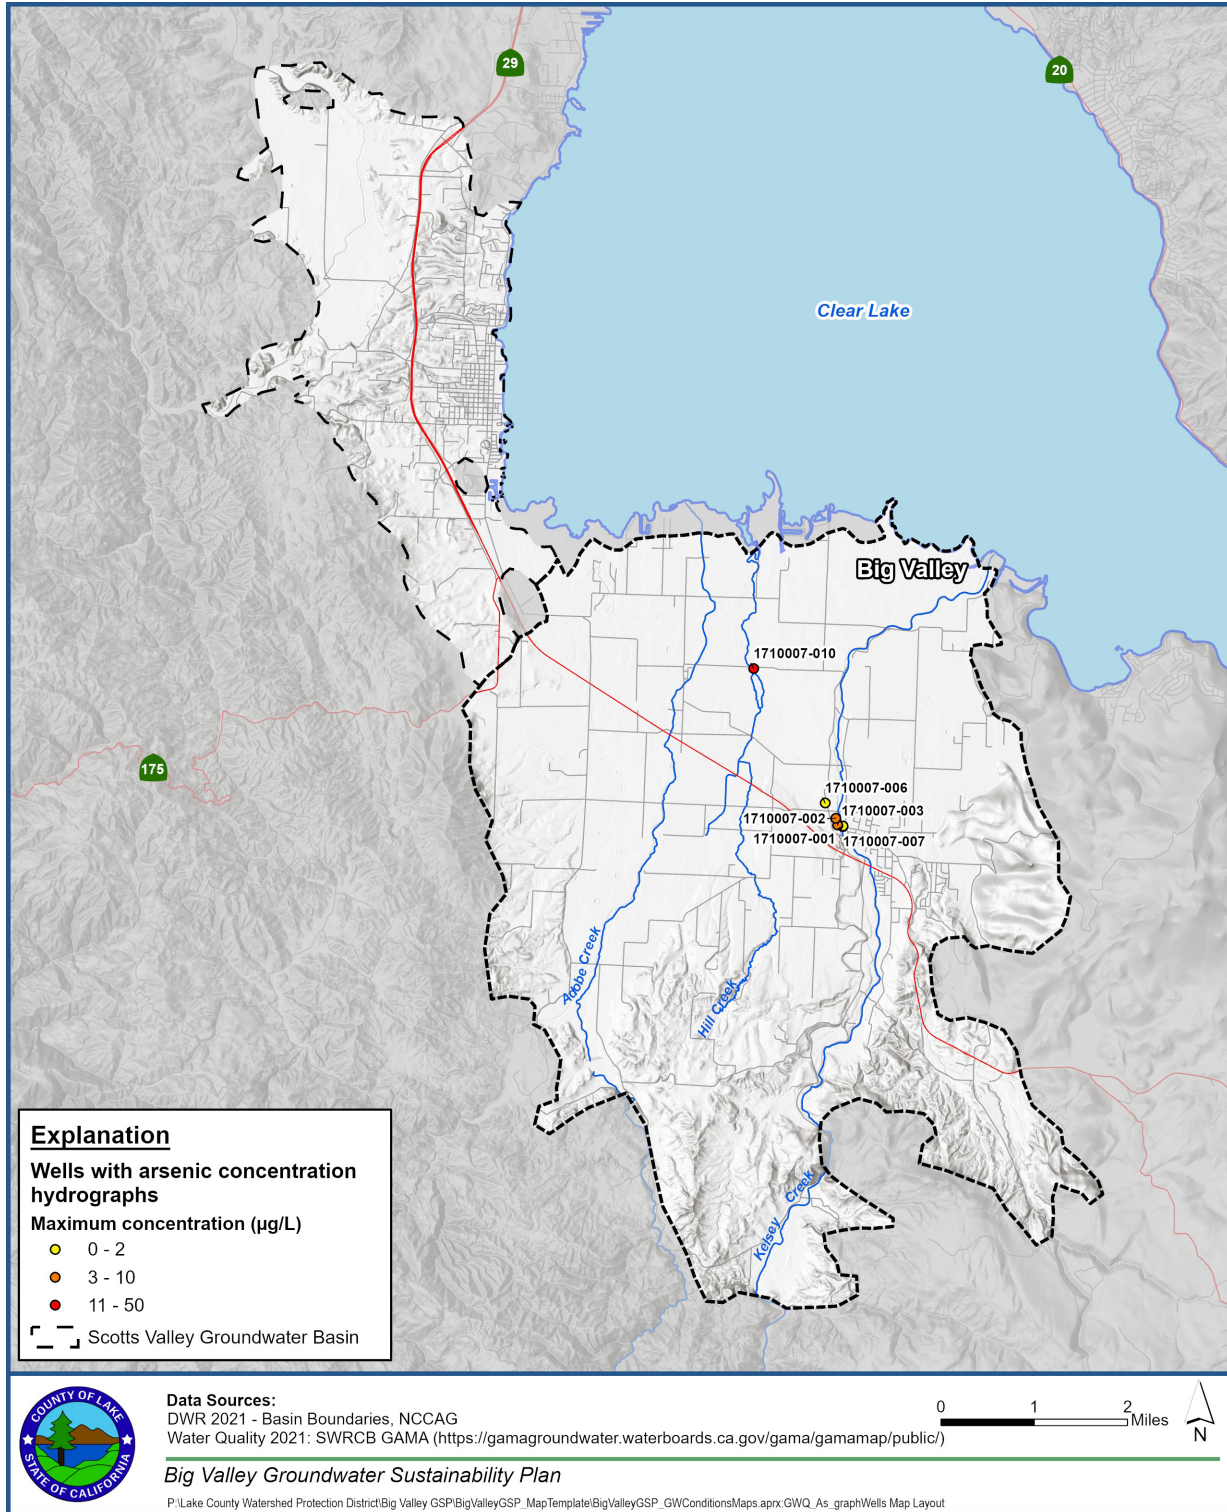 29
20
Clear Lake
Big Valley
1710007-010
175
1710007-006
1710007-003
1710007-002
1710007-001
1710007-007
Adobe Creek
Hill Creek
Kelsey Creek
Explanation
Wells with arsenic concentration
hydrographs
Maximum concentration (µg/L)
0 - 2
3 - 10
11 - 50
Scotts Valley Groundwater Basin
COUNTY OF LAKE
STATE OF CALIFORNIA
Data Sources:
DWR 2021 - Basin Boundaries, NCCAG
Water Quality 2021: SWRCB GAMA (https://gamagroundwater.waterboards.ca.gov/gama/gamamap/public/)
0 1 2
Miles
N
Big Valley Groundwater Sustainability Plan
P:\Lake County Watershed Protection District\Big Valley GSP\BigValleyGSP_MapTemplate\BigValleyGSP_GWConditionsMaps.aprx:GWQ_As_graphWells Map Layout